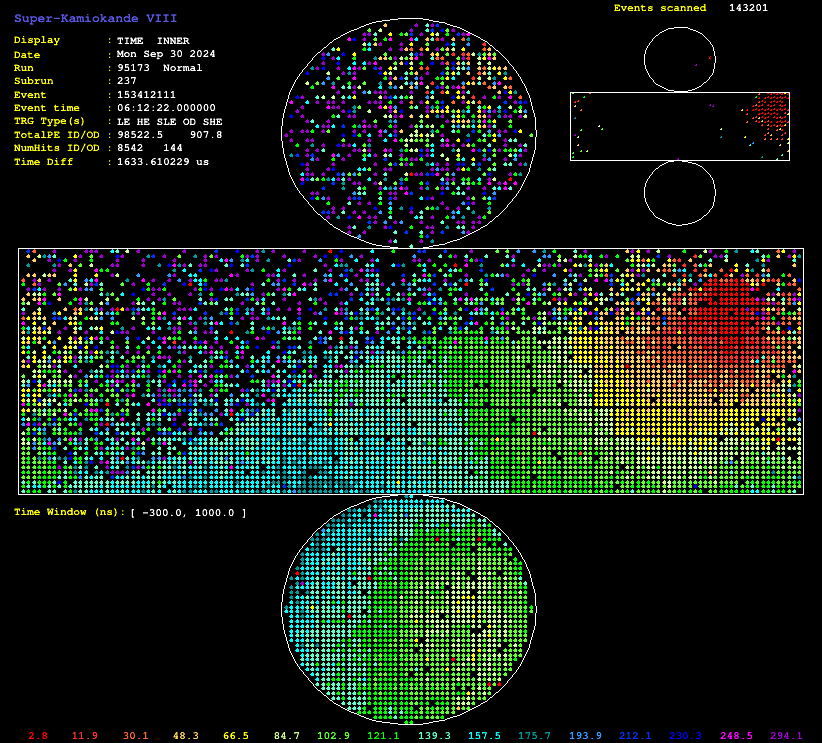 Super-Kamiokande VIII
Events scanned 143201
Display : TIME INNER
Date : Mon Sep 30 2024
Run : 95173 Normal
Subrun : 237
Event : 153412111
Event time : 06:12:22.000000
TRG Type(s) : LE HE SLE OD SHE
TotalPE ID/OD : 98522.5 907.8
NumHits ID/OD : 8542 144
Time Diff : 1633.610229 us
Time Window (ns): [ -300.0, 1000.0 ]
2.8 11.9 30.1 48.3 66.5 84.7 102.9 121.1 139.3 157.5 175.7 193.9 212.1 230.3 248.5 294.1